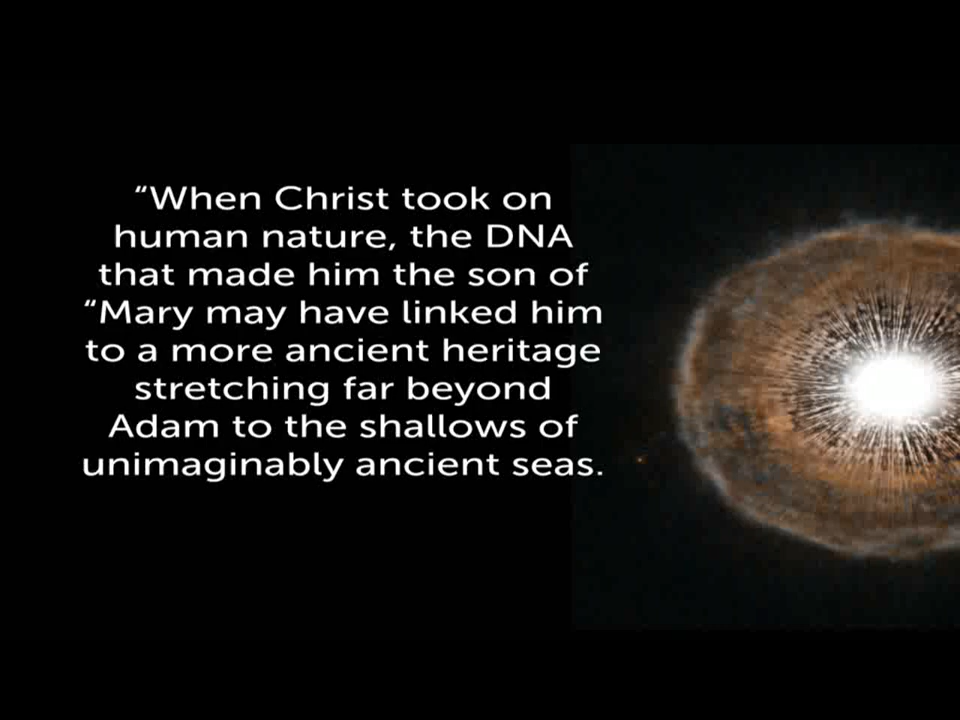 “When Christ took on
human nature, the DNA
that made him the son of
“Mary may have linked him
to a more ancient heritage
stretching far beyond
Adam to the shallows of
unimaginably ancient seas.